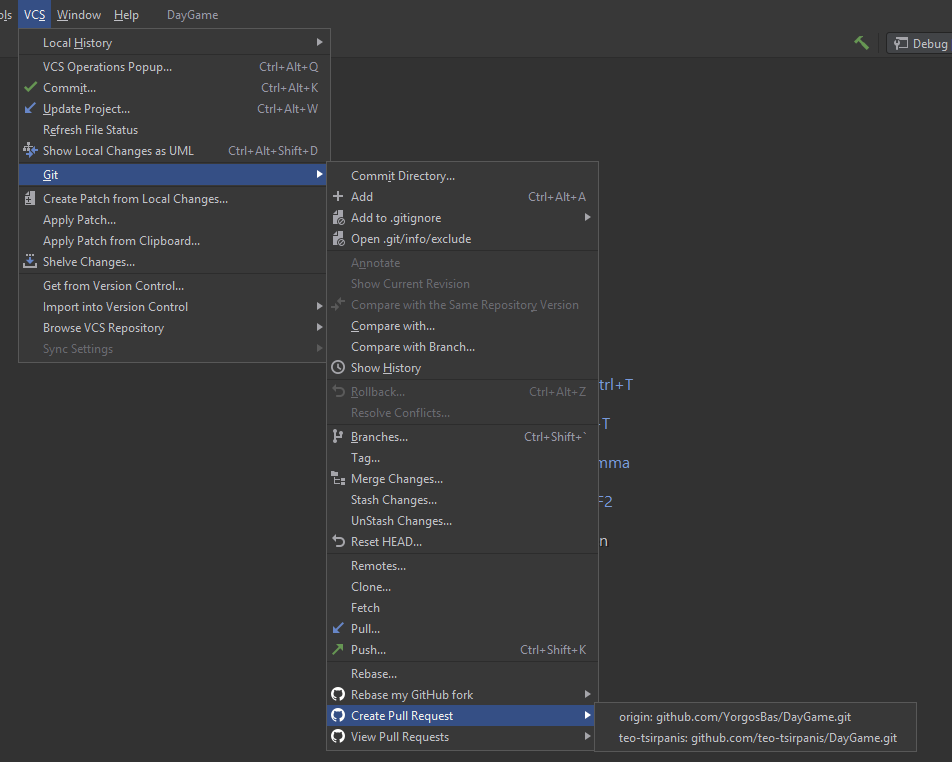 VCS Window Help DayGame
Debug
Local History
VCS Operations Popup... Ctrl+Alt+Q
Commit... Ctrl+Alt+K
Update Project... Ctrl+Alt+W
Refresh File Status
Show Local Changes as UML Ctrl+Alt+Shift+D
Git
Create Patch from Local Changes...
Apply Patch...
Apply Patch from Clipboard...
Shelve Changes...
Get from Version Control...
Import into Version Control
Browse VCS Repository
Sync Settings
Commit Directory...
Add Ctrl+Alt+A
Add to .gitignore
Open .git/info/exclude
Annotate
Show Current Revision
Compare with the Same Repository Version
Compare with...
Compare with Branch...
Show History
Rollback... Ctrl+Alt+Z
Resolve Conflicts...
Branches... Ctrl+Shift+`
Tag...
Merge Changes...
Stash Changes...
UnStash Changes...
Reset HEAD...
Remotes...
Clone...
Fetch
Pull...
Push... Ctrl+Shift+K
Rebase...
Rebase my GitHub fork
Create Pull Request
View Pull Requests
origin: github.com/YorgosBas/DayGame.git
teo-tsirpanis: github.com/teo-tsirpanis/DayGame.git